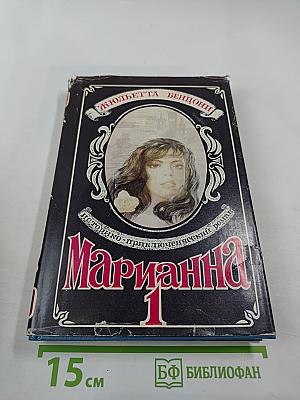 ЖЮЛЬЕТТА БЕНЦОНИ
историко-приключенческий роман
Марианна
1
15 см
БФ БИБЛИОФАН